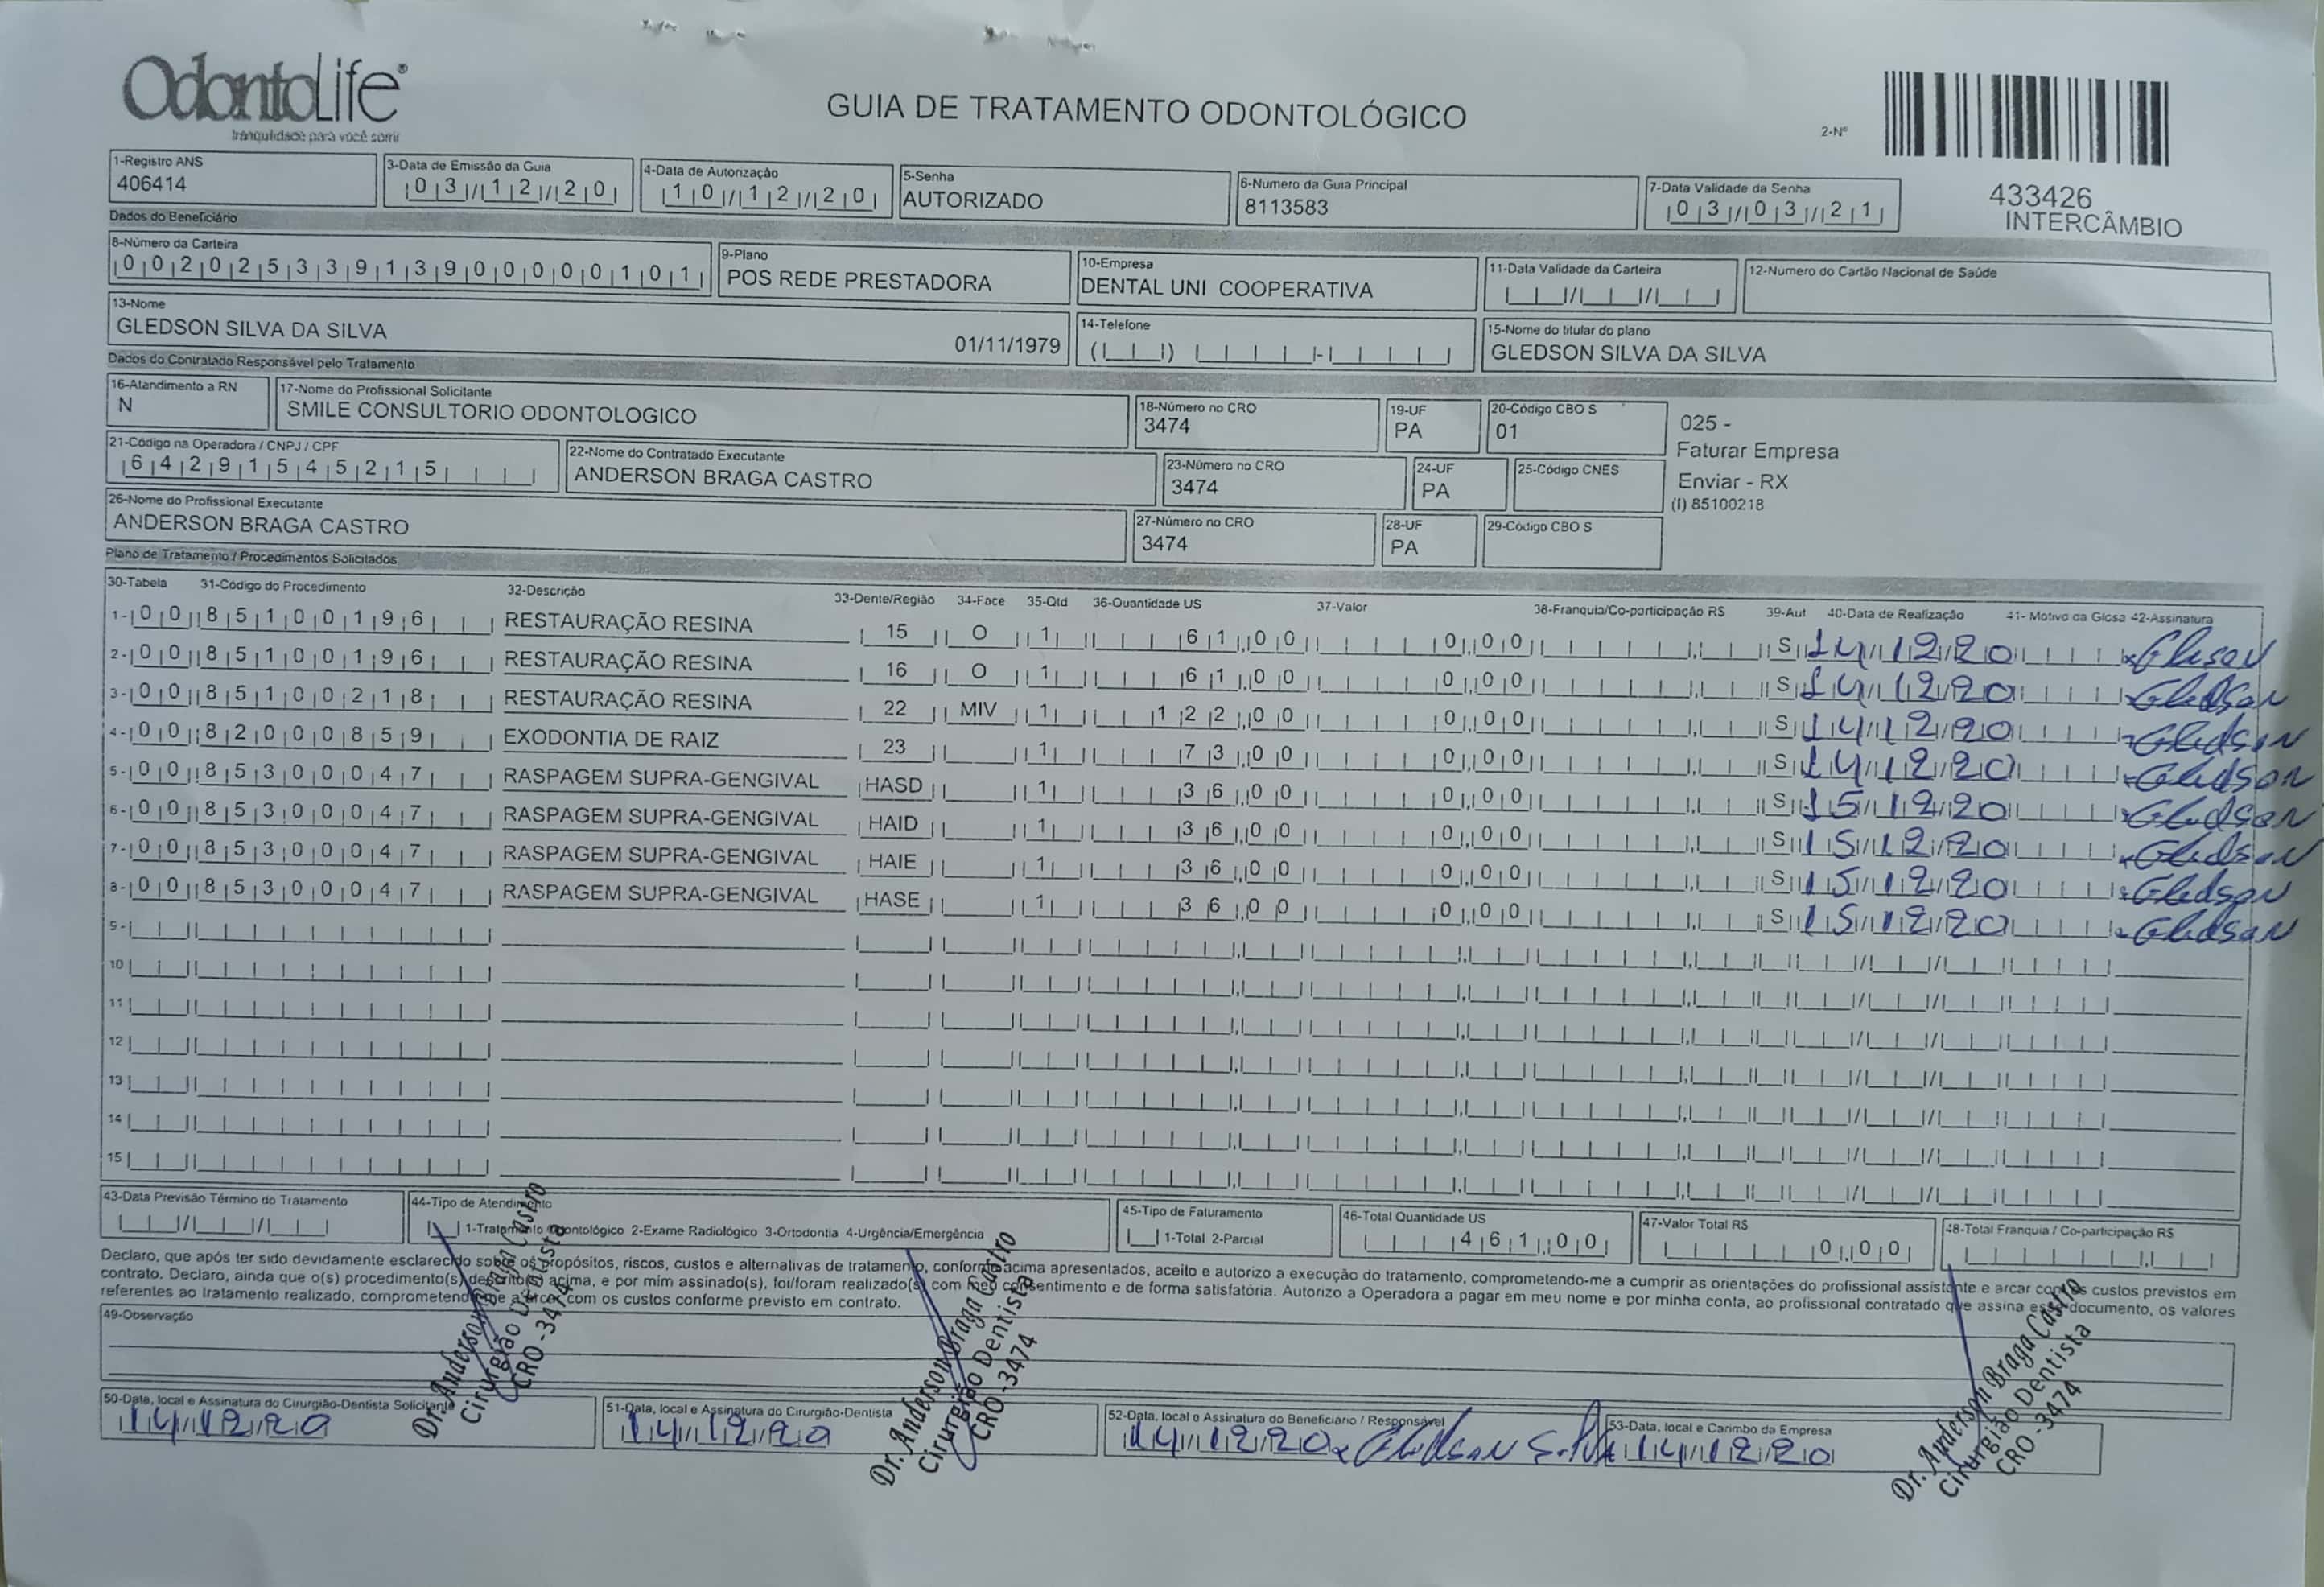 OdontoLife®
tranquilidade para você sorrir
GUIA DE TRATAMENTO ODONTOLÓGICO
2-Nº
433426
INTERCÂMBIO
1-Registro ANS
406414
3-Data de Emissão da Guia
03/12/20
4-Data de Autorização
10/12/20
5-Senha
AUTORIZADO
6-Numero da Guia Principal
8113583
7-Data Validade da Senha
03/03/21
Dados do Beneficiário
8-Número da Carteira
00202533913900000101
9-Plano
POS REDE PRESTADORA
10-Empresa
DENTAL UNI COOPERATIVA
11-Data Validade da Carteira
12-Número do Cartão Nacional de Saúde
13-Nome
GLEDSON SILVA DA SILVA 01/11/1979
14-Telefone
15-Nome do titular do plano
GLEDSON SILVA DA SILVA
Dados do Contratado Responsável pelo Tratamento
16-Atendimento a RN
N
17-Nome do Profissional Solicitante
SMILE CONSULTORIO ODONTOLOGICO
18-Número no CRO
3474
19-UF
PA
20-Código CBO S
01
025 -
Faturar Empresa
Enviar - RX
(I) 85100218
21-Código na Operadora / CNPJ / CPF
64291545215
22-Nome do Contratado Executante
ANDERSON BRAGA CASTRO
23-Número no CRO
3474
24-UF
PA
25-Código CNES
26-Nome do Profissional Executante
ANDERSON BRAGA CASTRO
27-Número no CRO
3474
28-UF
PA
29-Código CBO S
Plano de Tratamento / Procedimentos Solicitados
30-Tabela 31-Código do Procedimento 32-Descrição 33-Dente/Região 34-Face 35-Qtd 36-Quantidade US 37-Valor 38-Franquia/Co-participação R$ 39-Aut 40-Data de Realização 41- Motivo da Glosa 42-Assinatura
1- 00 85100196 RESTAURAÇÃO RESINA 15 O 1 61,00 0,00 S 14/12/20 Gledson
2- 00 85100196 RESTAURAÇÃO RESINA 16 O 1 61,00 0,00 S 14/12/20 Gledson
3- 00 85100218 RESTAURAÇÃO RESINA 22 MIV 1 122,00 0,00 S 14/12/20 Gledson
4- 00 82000859 EXODONTIA DE RAIZ 23 1 73,00 0,00 S 14/12/20 Gledson
5- 00 85300047 RASPAGEM SUPRA-GENGIVAL HASD 1 36,00 0,00 S 15/12/20 Gledson
6- 00 85300047 RASPAGEM SUPRA-GENGIVAL HAID 1 36,00 0,00 S 15/12/20 Gledson
7- 00 85300047 RASPAGEM SUPRA-GENGIVAL HAIE 1 36,00 0,00 S 15/12/20 Gledson
8- 00 85300047 RASPAGEM SUPRA-GENGIVAL HASE 1 36,00 0,00 S 15/12/20 Gledson
9-
10
11
12
13
14
15
43-Data Previsão Término do Tratamento
44-Tipo de Atendimento
1-Tratamento Odontológico 2-Exame Radiológico 3-Ortodontia 4-Urgência/Emergência
45-Tipo de Faturamento
1-Total 2-Parcial
46-Total Quantidade US
461,00
47-Valor Total R$
0,00
48-Total Franquia / Co-participação R$
Declaro, que após ter sido devidamente esclarecido sobre os propósitos, riscos, custos e alternativas de tratamento, conforme acima apresentados, aceito e autorizo a execução do tratamento, comprometendo-me a cumprir as orientações do profissional assistente e arcar com os custos previstos em
contrato. Declaro, ainda que o(s) procedimento(s) descrito(s) acima, e por mim assinado(s), foi/foram realizado(s) com meu consentimento e de forma satisfatória. Autorizo a Operadora a pagar em meu nome e por minha conta, ao profissional contratado que assina esse documento, os valores
referentes ao tratamento realizado, comprometendo-me a arcar com os custos conforme previsto em contrato.
49-Observação
50-Data, local e Assinatura do Cirurgião-Dentista Solicitante
14/12/20
Dr. Anderson Braga Castro
Cirurgião Dentista
CRO-3474
51-Data, local e Assinatura do Cirurgião-Dentista
14/12/20
Dr. Anderson Braga Castro
Cirurgião Dentista
CRO-3474
52-Data, local e Assinatura do Beneficiário / Responsável
14/12/20 Gledson Silva
53-Data, local e Carimbo da Empresa
14/12/20
Dr. Anderson Braga Castro
Cirurgião Dentista
CRO-3474